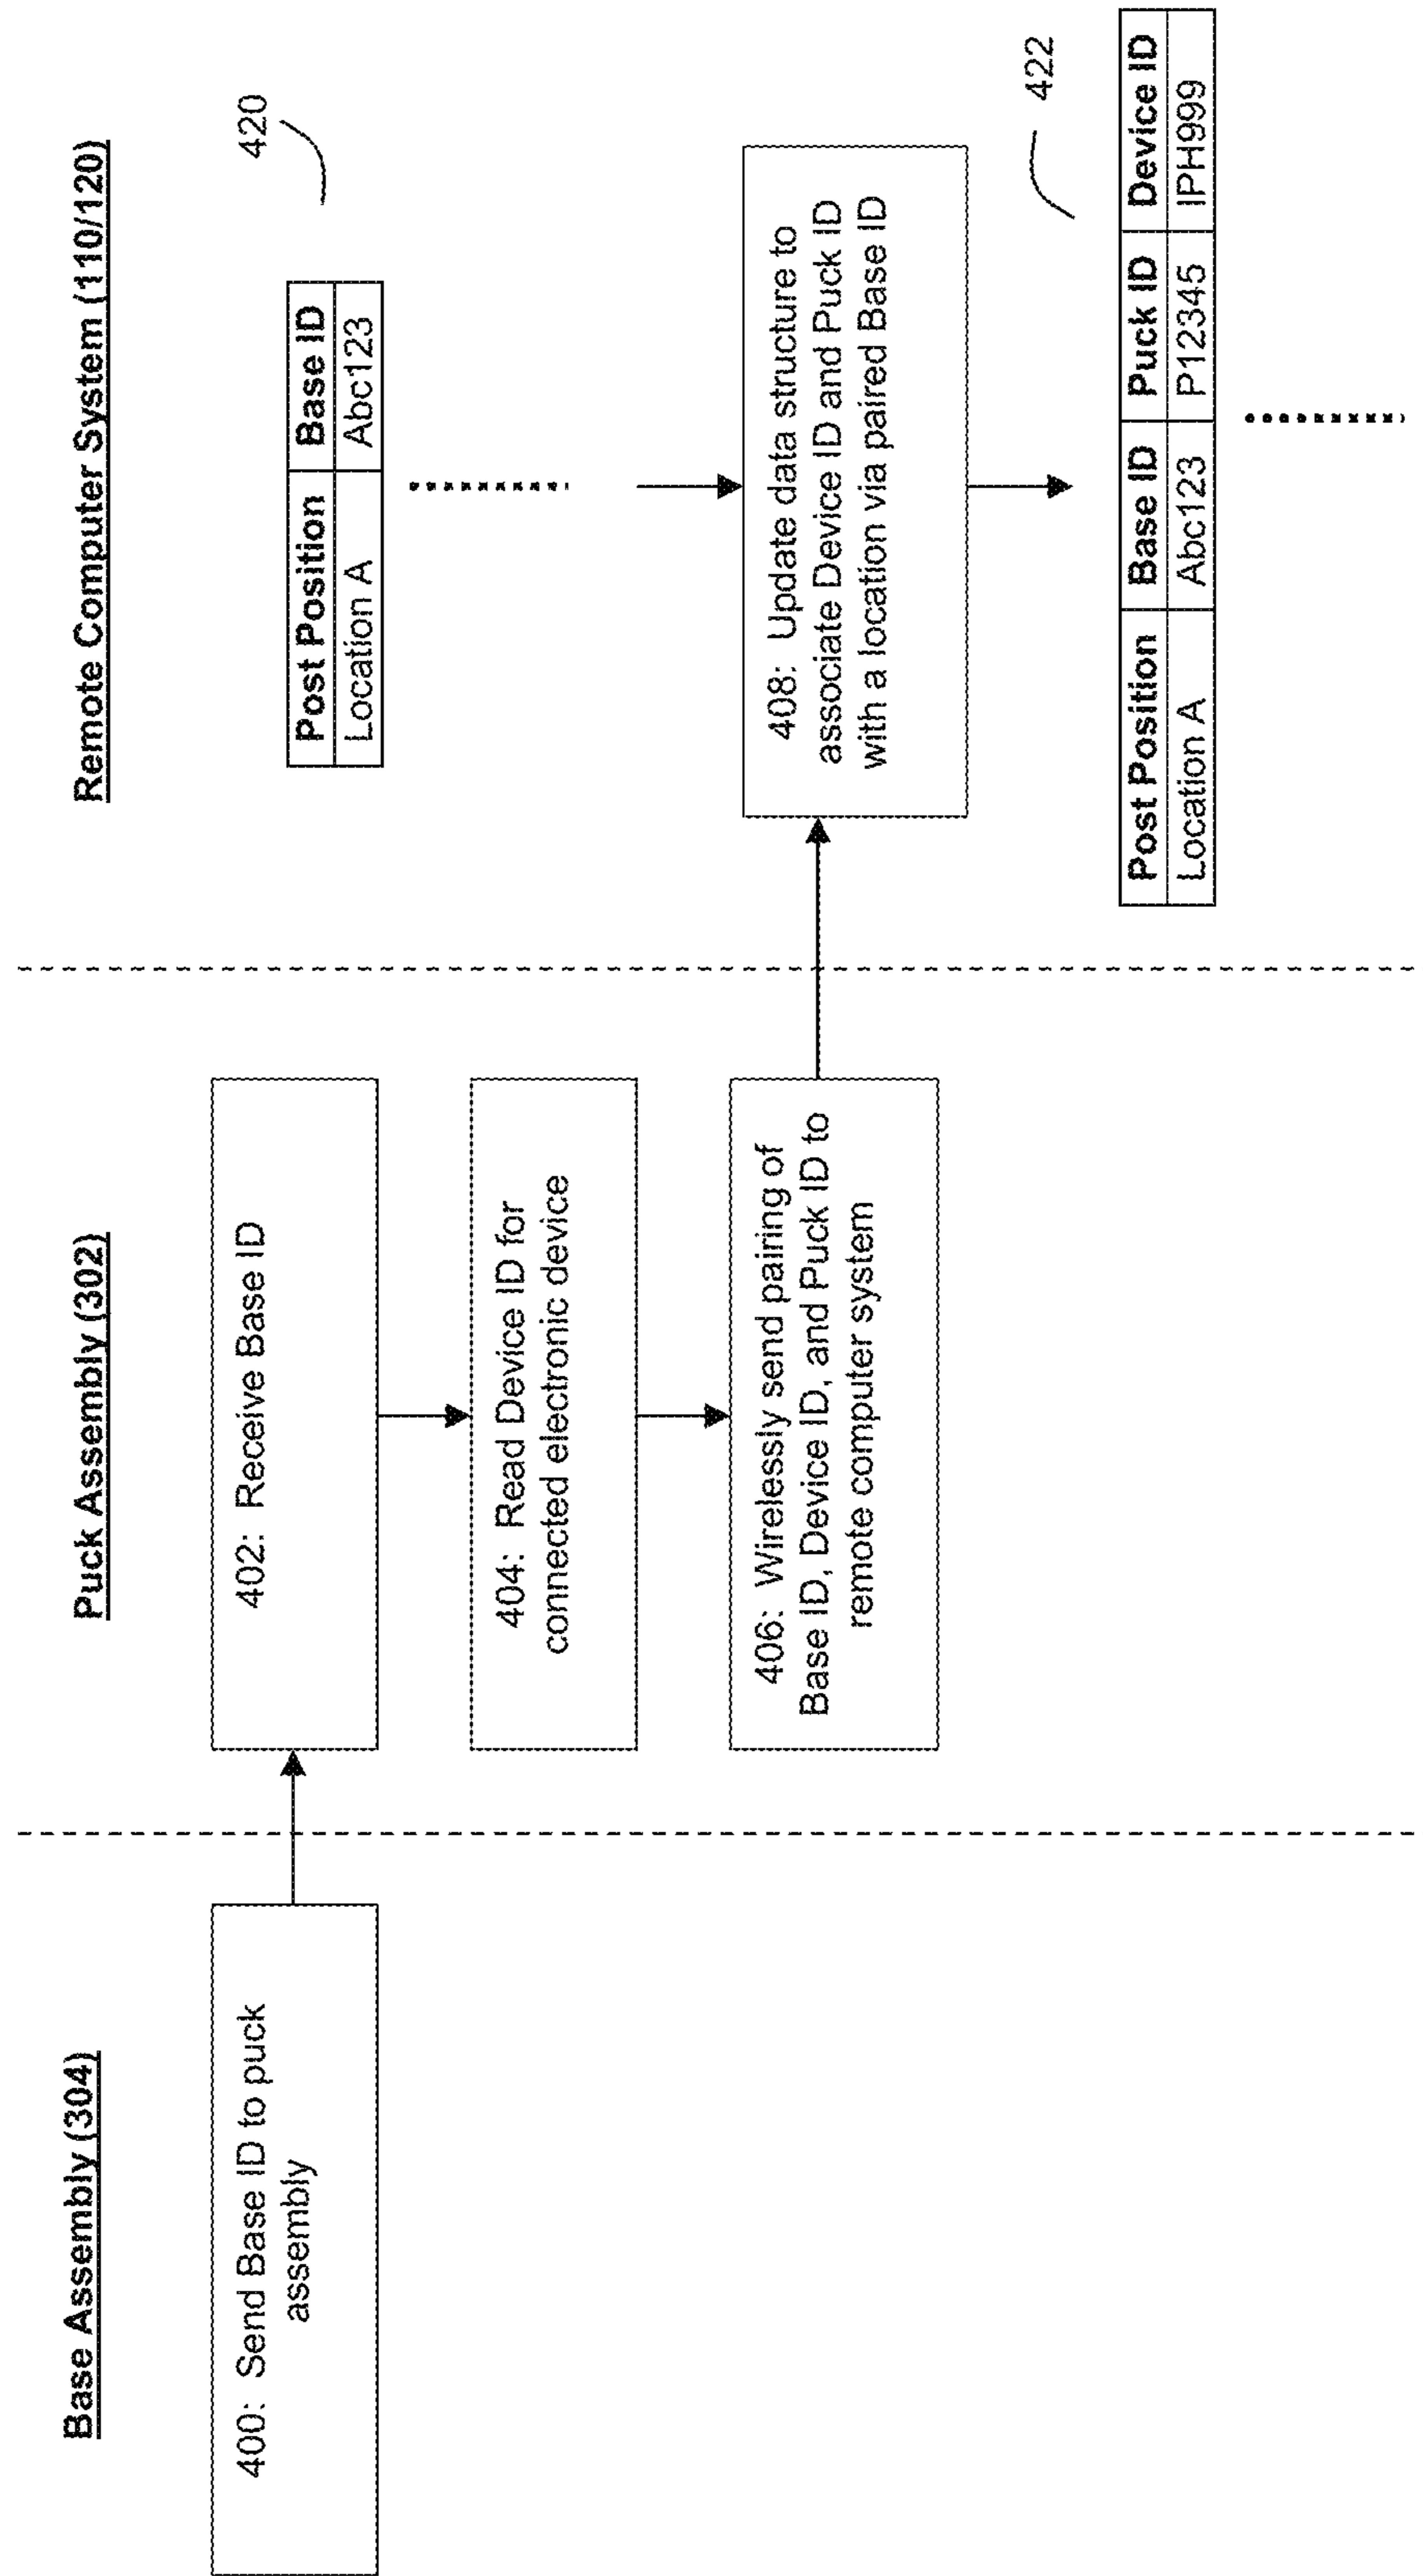 Base Assembly (304)
400: Send Base ID to puck
assembly
Puck Assembly (302)
402: Receive Base ID
404: Read Device ID for
connected electronic device
406: Wirelessly send pairing of
Base ID, Device ID, and Puck ID to
remote computer system
Remote Computer System (110/120)
420
Post Position Base ID
Location A Abc123
408: Update data structure to
associate Device ID and Puck ID
with a location via paired Base ID
422
Post Position Base ID Puck ID Device ID
Location A Abc123 P12345 IPH999